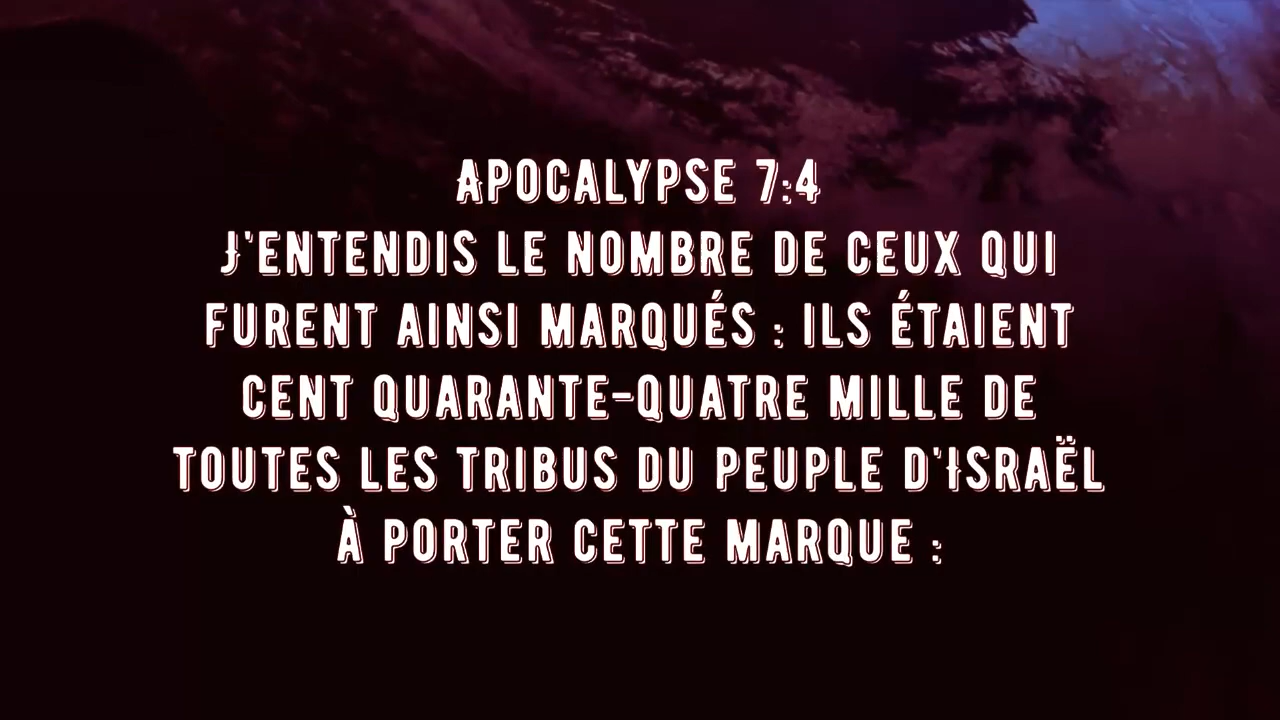 APOCALYPSE 7:4
J'ENTENDIS LE NOMBRE DE CEUX QUI
FURENT AINSI MARQUÉS : ILS ÉTAIENT
CENT QUARANTE-QUATRE MILLE DE
TOUTES LES TRIBUS DU PEUPLE D'ISRAËL
À PORTER CETTE MARQUE :